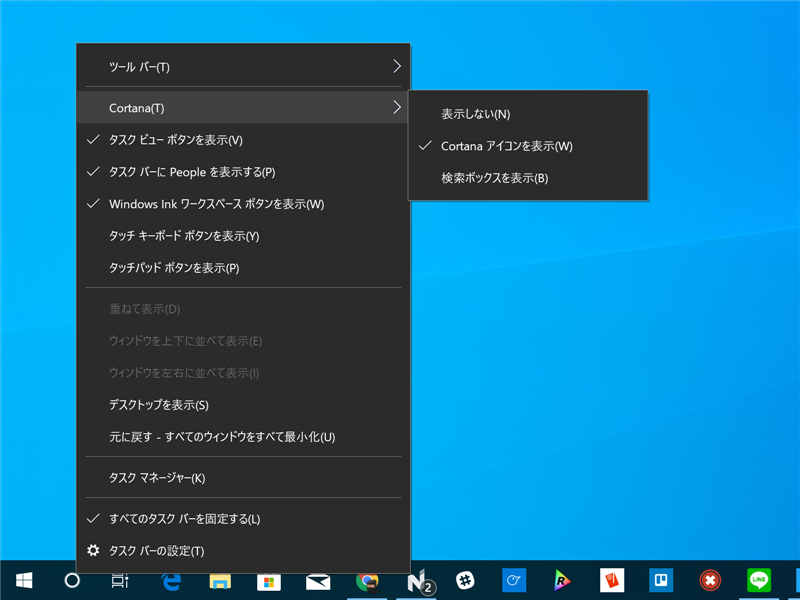 ツール バー(T)
Cortana(T)
タスク ビュー ボタンを表示(V)
タスク バーに People を表示する(P)
Windows Ink ワークスペース ボタンを表示(W)
タッチ キーボード ボタンを表示(Y)
タッチパッド ボタンを表示(P)
重ねて表示(D)
ウィンドウを上下に並べて表示(E)
ウィンドウを左右に並べて表示(I)
デスクトップを表示(S)
元に戻す - すべてのウィンドウをすべて最小化(U)
タスク マネージャー(K)
すべてのタスク バーを固定する(L)
タスク バーの設定(T)
表示しない(N)
Cortana アイコンを表示(W)
検索ボックスを表示(B)
2
LINE